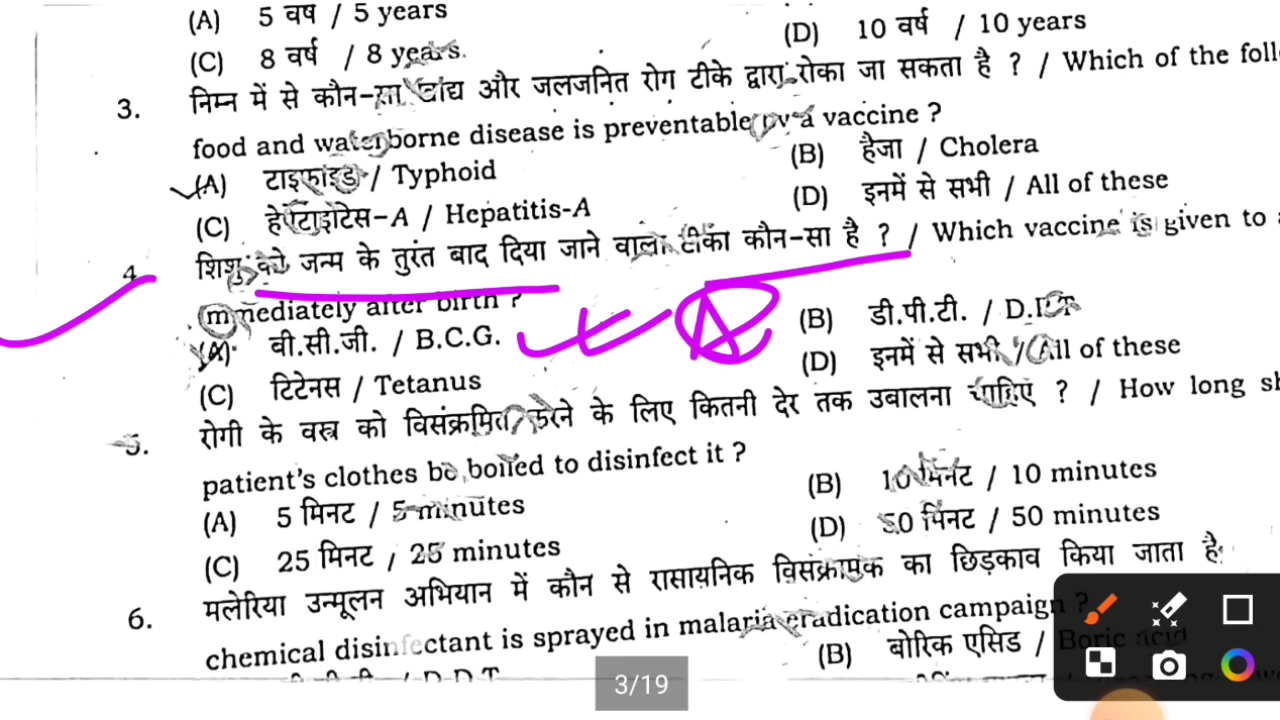 (A) 5 वर्ष / 5 years
(C) 8 वर्ष / 8 years.
(D) 10 वर्ष / 10 years
3. निम्न में से कौन-सा खाद्य और जलजनित रोग टीके द्वारा रोका जा सकता है ? / Which of the
food and waterborne disease is preventable by a vaccine ?
(A) टाइफाइड / Typhoid
(B) हैजा / Cholera
(C) हेपेटाइटिस-A / Hepatitis-A
(D) इनमें से सभी / All of these
4. शिशु को जन्म के तुरंत बाद दिया जाने वाला टीका कौन-सा है ? / Which vaccine is given to
immediately after birth ?
(A) बी.सी.जी. / B.C.G.
A
(B) डी.पी.टी. / D.P.T.
(C) टिटेनस / Tetanus
(D) इनमें से सभी / All of these
5. रोगी के वस्त्र को विसंक्रमित करने के लिए कितनी देर तक उबालना चाहिए ? / How long
patient's clothes be boiled to disinfect it ?
(A) 5 मिनट / 5 minutes
(B) 10 मिनट / 10 minutes
(C) 25 मिनट / 25 minutes
(D) 50 मिनट / 50 minutes
6. मलेरिया उन्मूलन अभियान में कौन से रासायनिक विसंक्रामक का छिड़काव किया जाता है
chemical disinfectant is sprayed in malaria eradication campaign ?
(B) बोरिक एसिड / Boric acid
/ D.D.T.
3/19